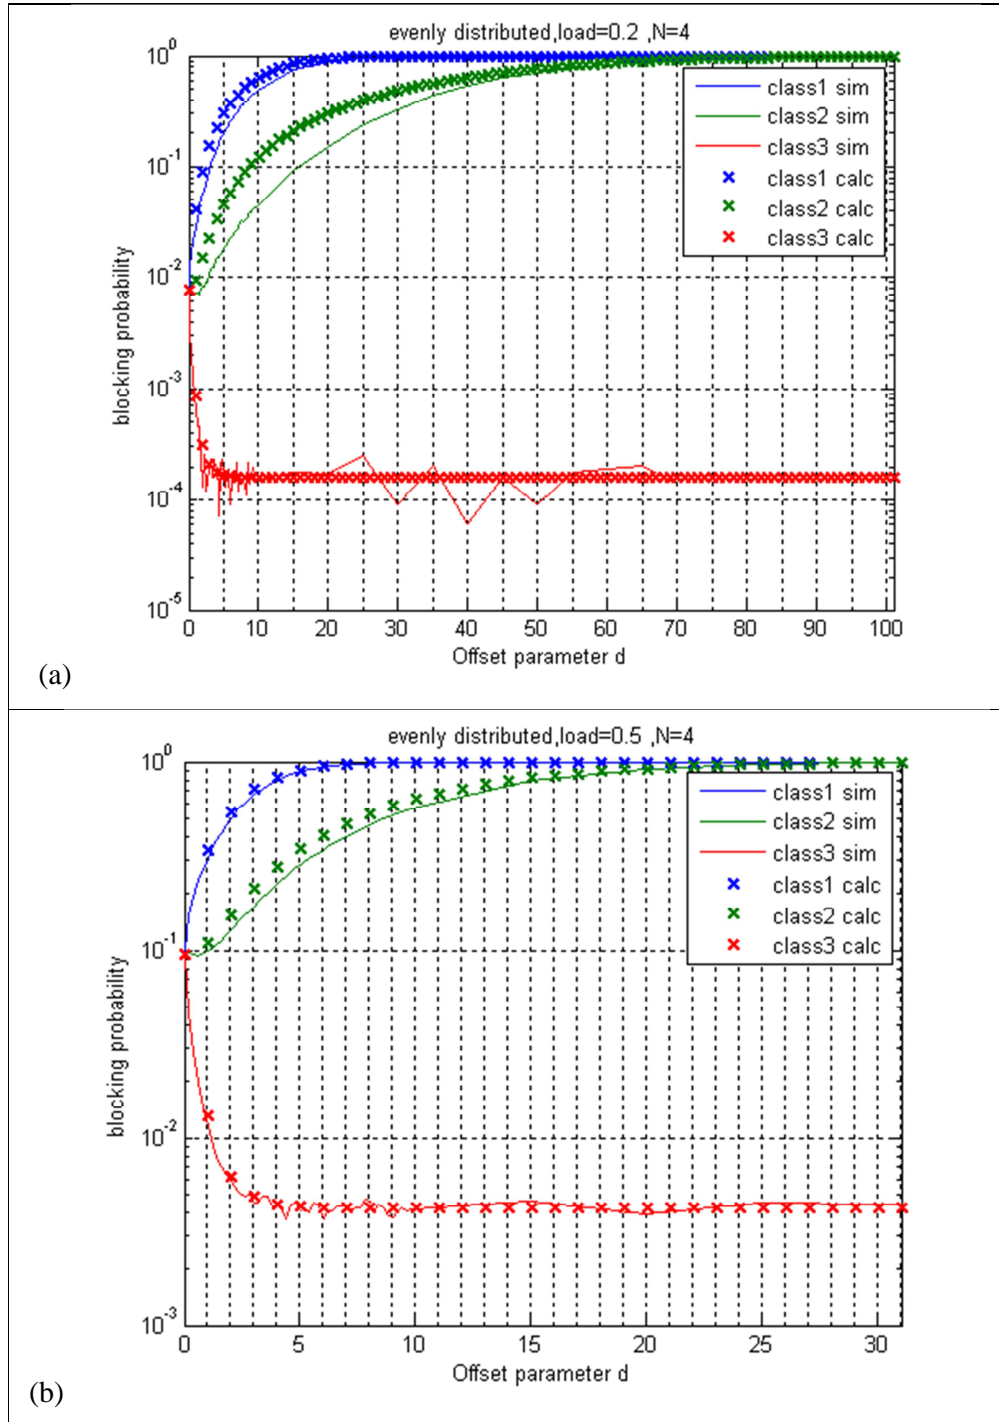 evenly distributed,load=0.2 ,N=4
10^0
10^-1
10^-2
10^-3
10^-4
10^-5
blocking probability
class1 sim
class2 sim
class3 sim
class1 calc
class2 calc
class3 calc
0 10 20 30 40 50 60 70 80 90 100
Offset parameter d
(a)
evenly distributed,load=0.5 ,N=4
10^0
10^-1
10^-2
10^-3
blocking probability
class1 sim
class2 sim
class3 sim
class1 calc
class2 calc
class3 calc
0 5 10 15 20 25 30
Offset parameter d
(b)